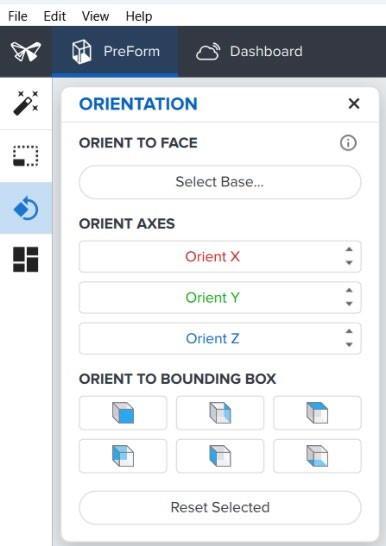 File Edit View Help
PreForm Dashboard
ORIENTATION
ORIENT TO FACE
Select Base...
ORIENT AXES
Orient X
Orient Y
Orient Z
ORIENT TO BOUNDING BOX
Reset Selected